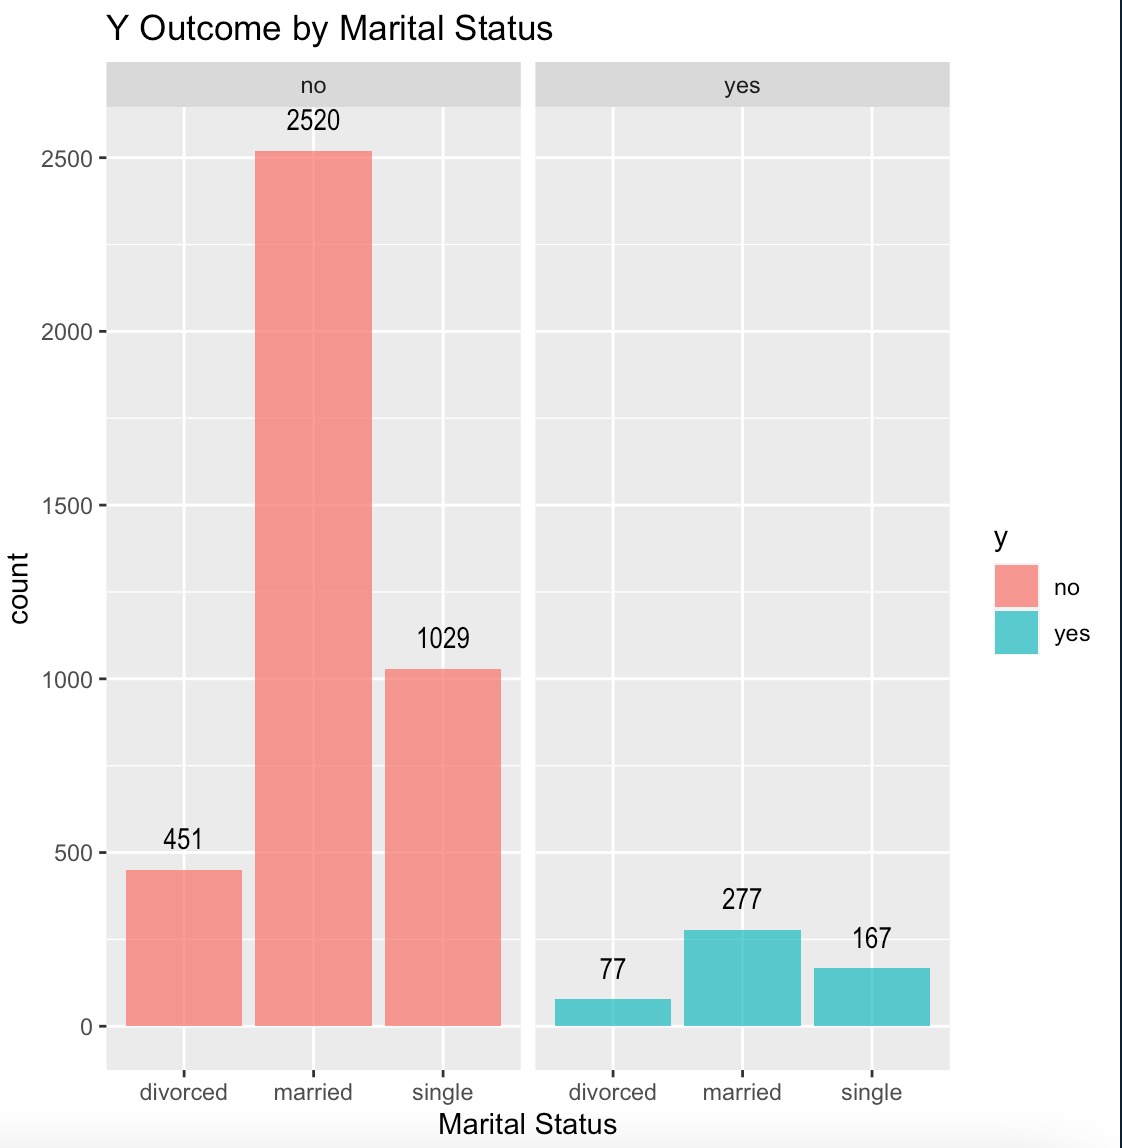 Y Outcome by Marital Status
no
yes
2520
2500
2000
1500
1029
1000
451
500
277
167
77
0
divorced
married
single
divorced
married
single
Marital Status
count
y
no
yes